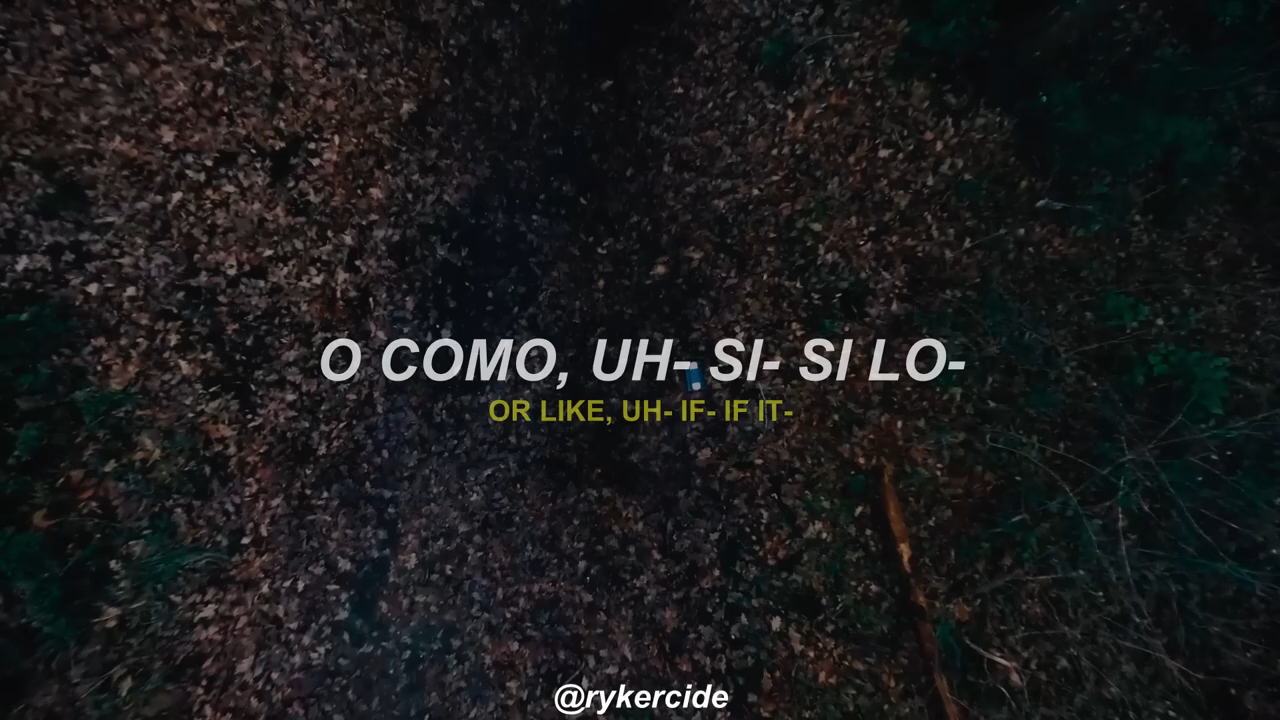 O COMO, UH- SI- SI LO-
OR LIKE, UH- IF- IF IT-
@rykercide